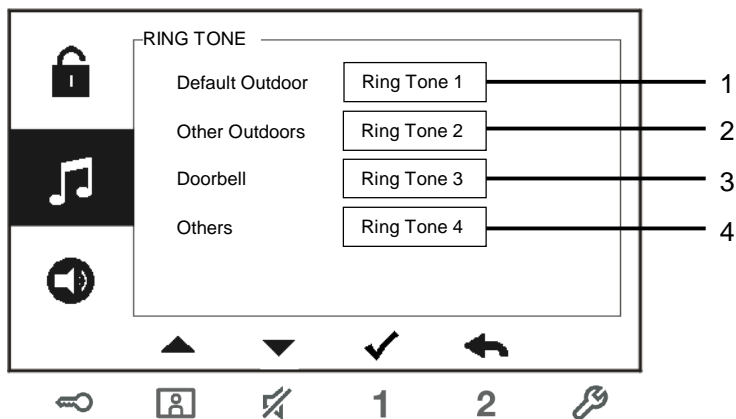 RING TONE
Default Outdoor Ring Tone 1 1
Other Outdoors Ring Tone 2 2
Doorbell Ring Tone 3 3
Others Ring Tone 4 4
1 2